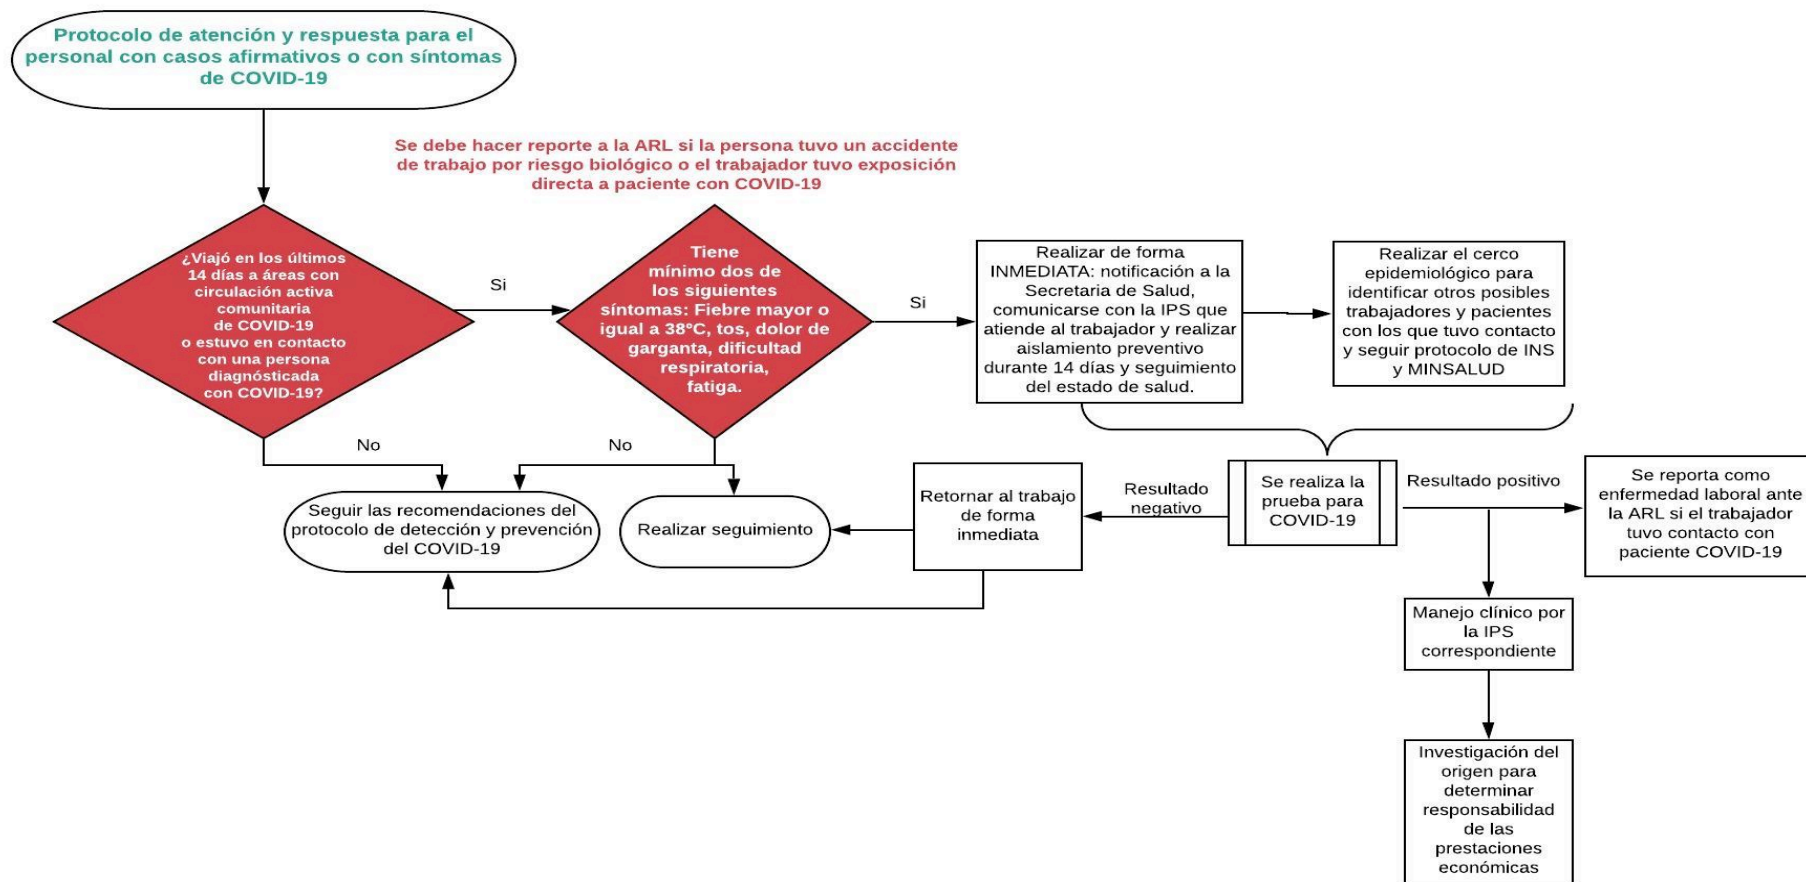 Protocolo de atención y respuesta para el
personal con casos afirmativos o con síntomas
de COVID-19
Se debe hacer reporte a la ARL si la persona tuvo un accidente
de trabajo por riesgo biológico o el trabajador tuvo exposición
directa a paciente con COVID-19
¿Viajó en los últimos
14 días a áreas con
circulación activa
comunitaria
de COVID-19
o estuvo en contacto
con una persona
diagnósticada
con COVID-19?
Si
Tiene
mínimo dos de
los siguientes
síntomas: Fiebre mayor o
igual a 38ºC, tos, dolor de
garganta, dificultad
respiratoria,
fatiga.
Si
Realizar de forma
INMEDIATA: notificación a la
Secretaria de Salud,
comunicarse con la IPS que
atiende al trabajador y realizar
aislamiento preventivo
durante 14 días y seguimiento
del estado de salud.
Realizar el cerco
epidemiológico para
identificar otros posibles
trabajadores y pacientes
con los que tuvo contacto
y seguir protocolo de INS
y MINSALUD
No
No
Seguir las recomendaciones del
protocolo de detección y prevención
del COVID-19
Realizar seguimiento
Retornar al trabajo
de forma
inmediata
Resultado
negativo
Se realiza la
prueba para
COVID-19
Resultado positivo
Se reporta como
enfermedad laboral ante
la ARL si el trabajador
tuvo contacto con
paciente COVID-19
Manejo clínico por
la IPS
correspondiente
Investigación del
origen para
determinar
responsabilidad
de las
prestaciones
económicas